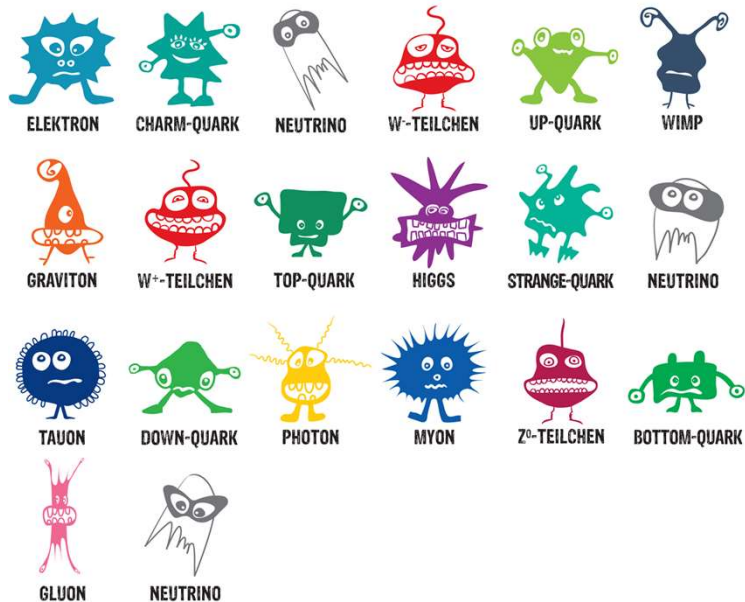 ELEKTRON CHARM-QUARK NEUTRINO W--TEILCHEN UP-QUARK WIMP
GRAVITON W+-TEILCHEN TOP-QUARK HIGGS STRANGE-QUARK NEUTRINO
TAUON DOWN-QUARK PHOTON MYON Z0-TEILCHEN BOTTOM-QUARK
GLUON NEUTRINO